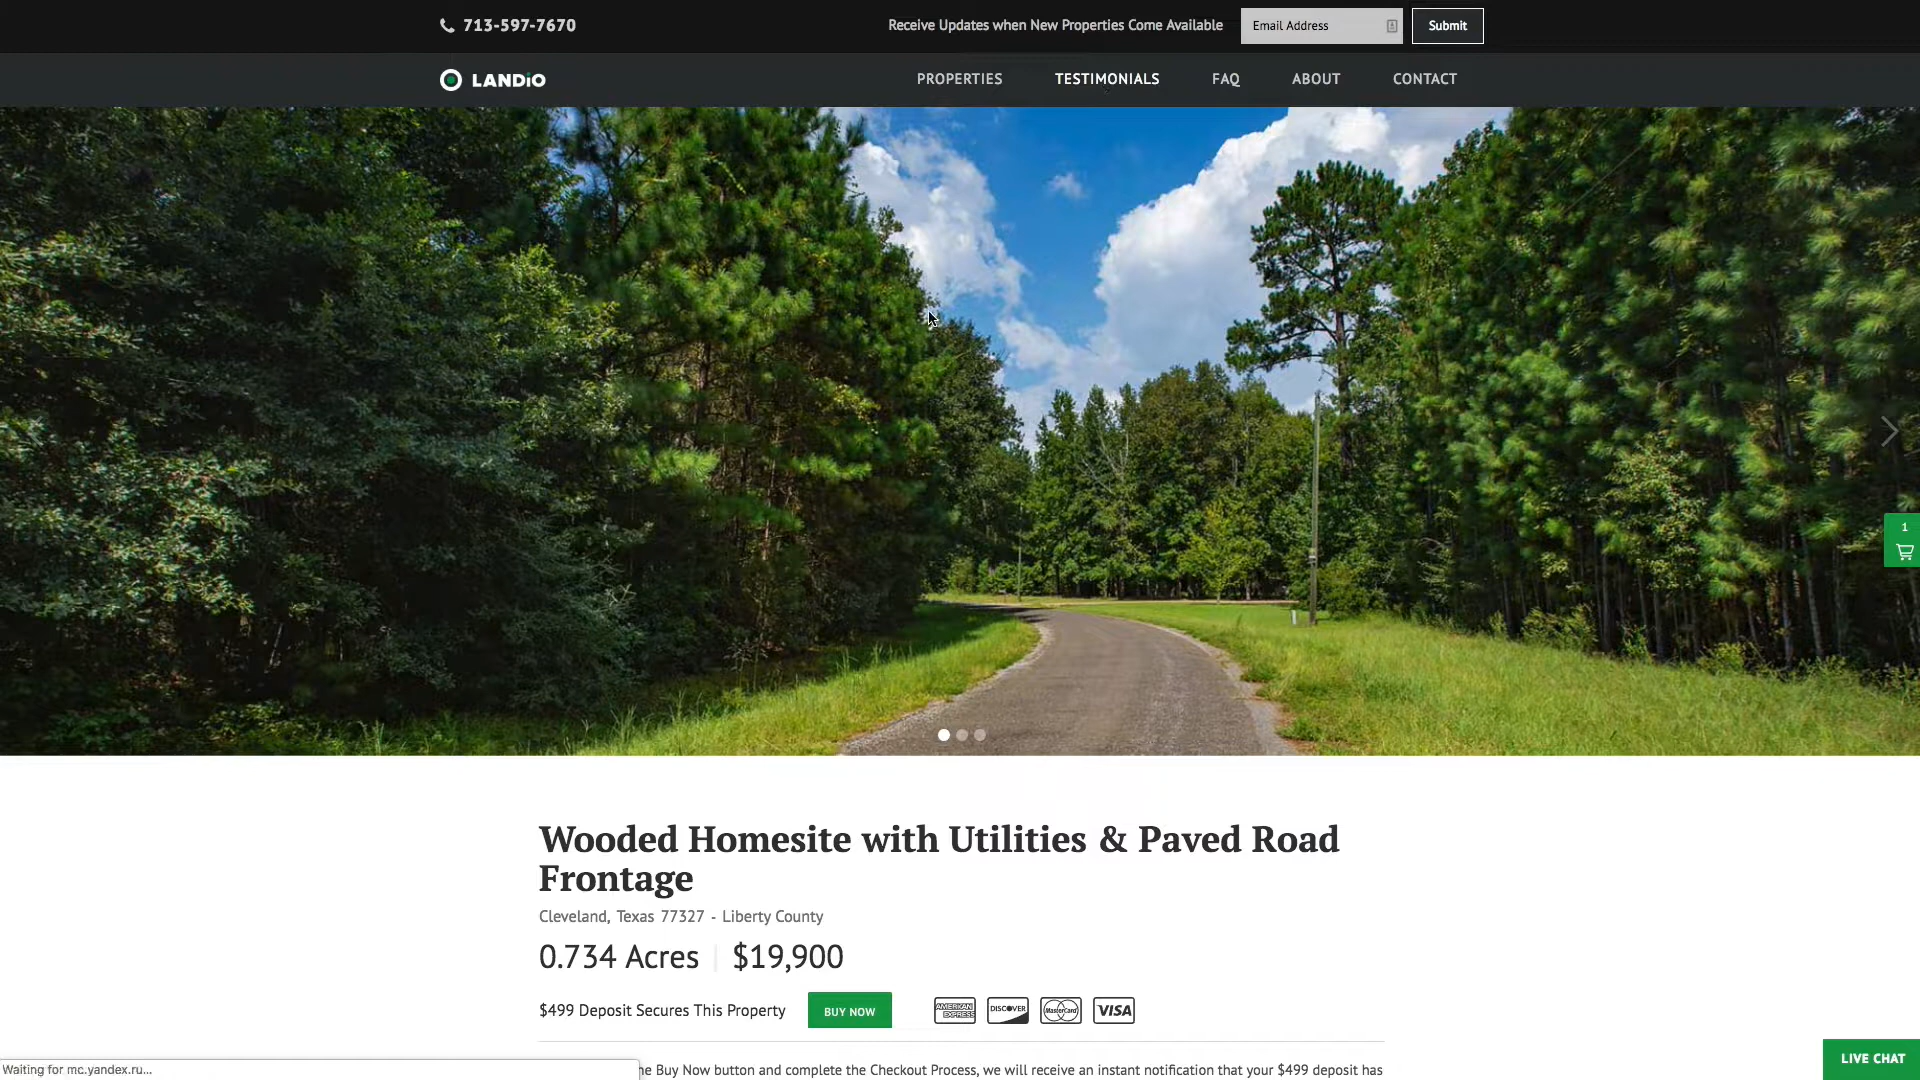 713-597-7670
Receive Updates when New Properties Come Available
Email Address
Submit
LANDiO
PROPERTIES
TESTIMONIALS
FAQ
ABOUT
CONTACT
1
Wooded Homesite with Utilities & Paved Road
Frontage
Cleveland, Texas 77327 - Liberty County
0.734 Acres | $19,900
$499 Deposit Secures This Property
BUY NOW
AMERICAN EXPRESS
DISCOVER
MasterCard
VISA
LIVE CHAT
Waiting for mc.yandex.ru...
Buy Now button and complete the Checkout Process, we will receive an instant notification that your $499 deposit has